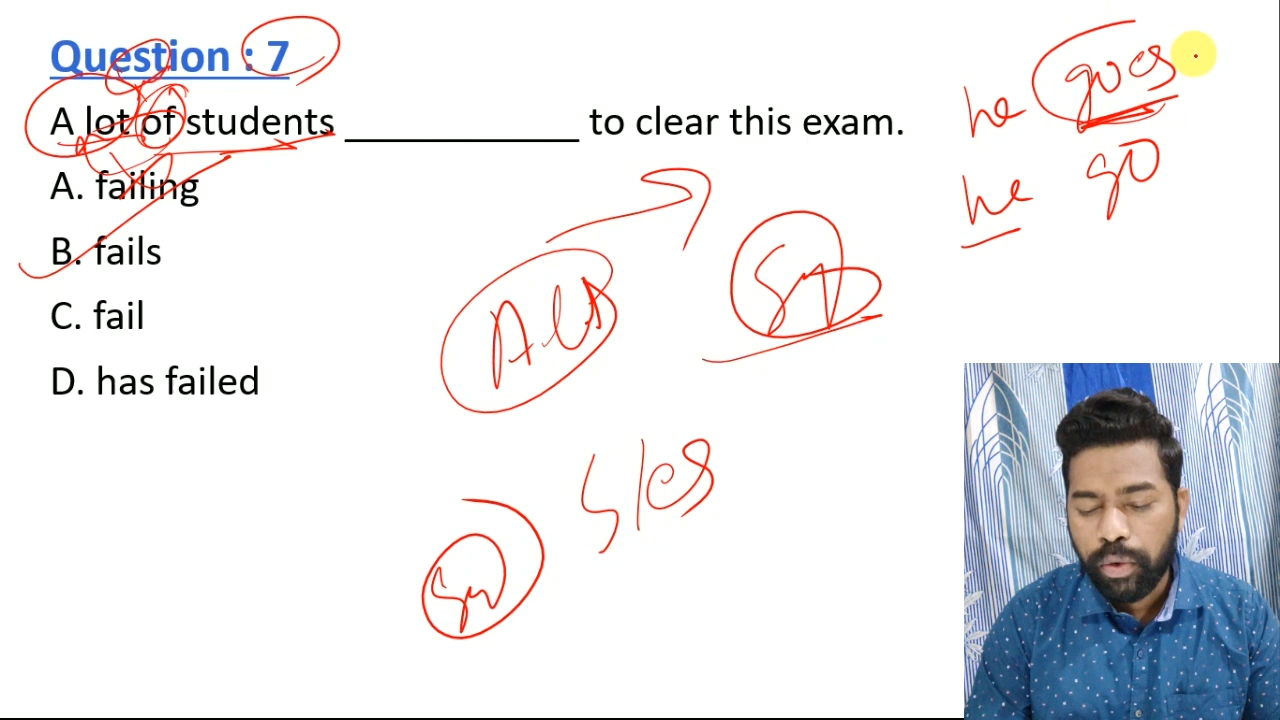 Question : 7
A lot of students ____________ to clear this exam.
A. failing
B. fails
C. fail
D. has failed
he goes
he go
s/es